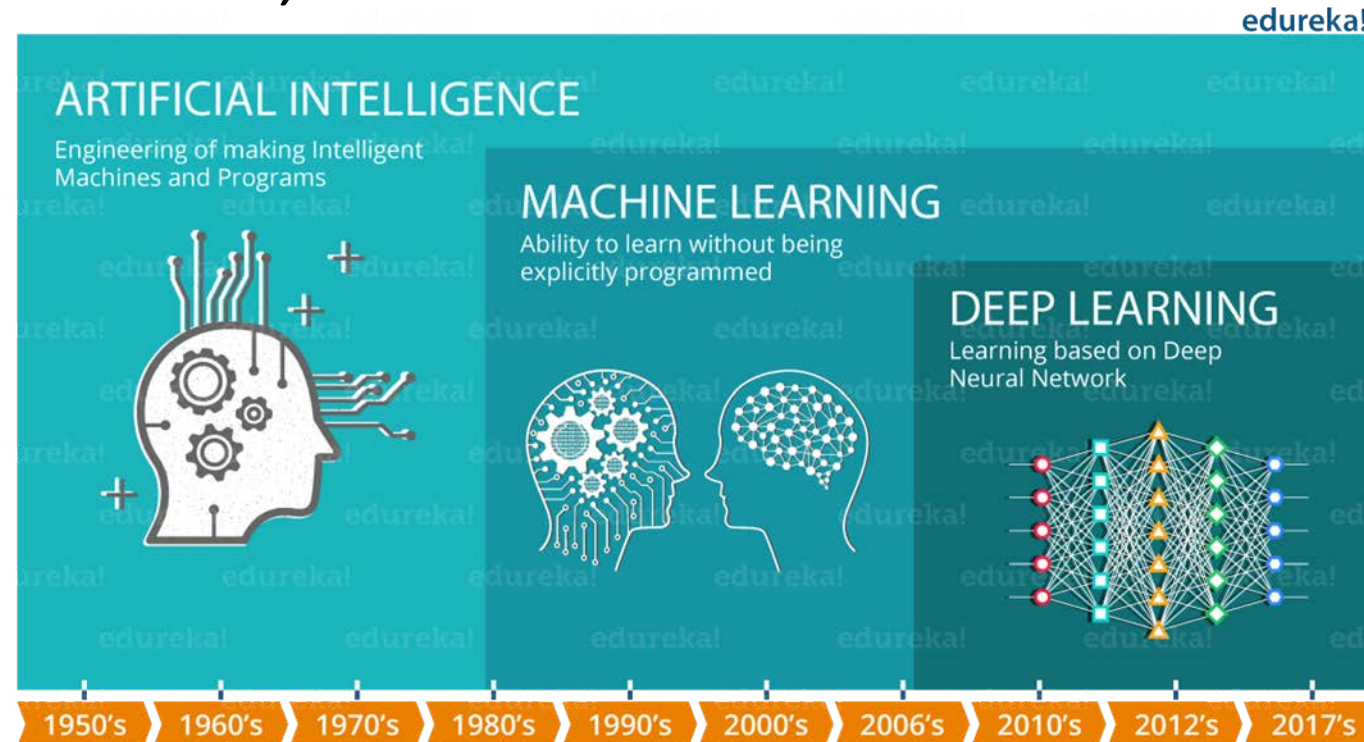 edureka!
ARTIFICIAL INTELLIGENCE
Engineering of making Intelligent
Machines and Programs
MACHINE LEARNING
Ability to learn without being
explicitly programmed
DEEP LEARNING
Learning based on Deep
Neural Network
1950's 1960's 1970's 1980's 1990's 2000's 2006's 2010's 2012's 2017's